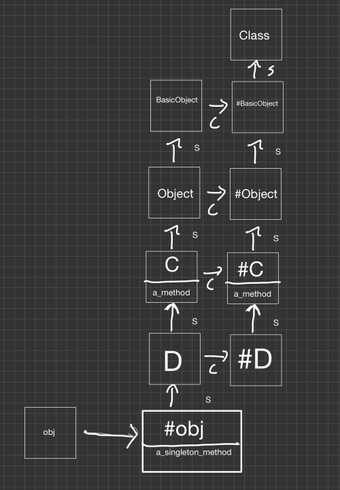 Class
S
BasicObject
C
#BasicObject
S
S
Object
C
#Object
S
S
C
a_method
C
#C
a_method
S
S
D
C
#D
S
obj
#obj
a_singleton_method